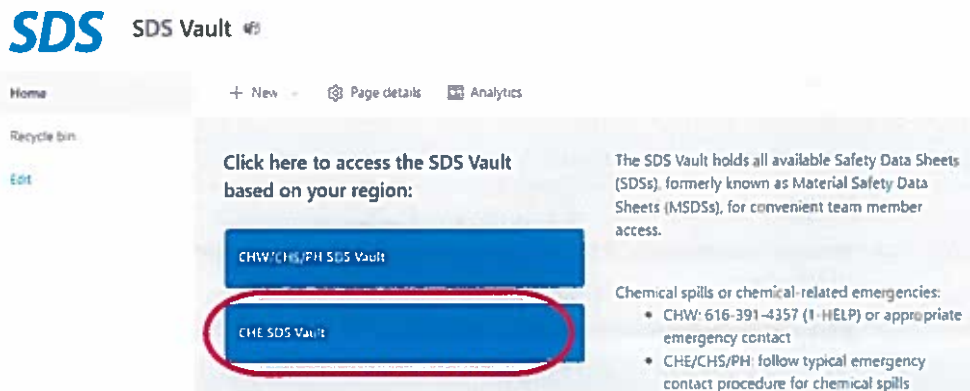 SDS SDS Vault
Home
+ New
Page details
Analytics
Recycle bin
Edit
Click here to access the SDS Vault
based on your region:
CHW/CHS/PH SDS Vault
CHE SDS Vault
The SDS Vault holds all available Safety Data Sheets
(SDSs), formerly known as Material Safety Data
Sheets (MSDSs), for convenient team member
access.
Chemical spills or chemical-related emergencies:
• CHW: 616-391-4357 (1-HELP) or appropriate
emergency contact
• CHE/CHS/PH: follow typical emergency
contact procedure for chemical spills